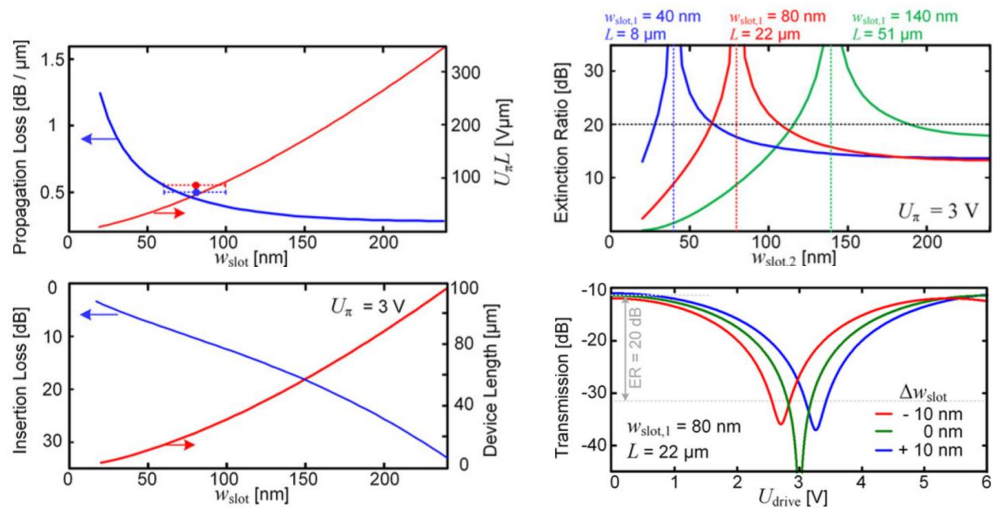 Propagation Loss [dB / µm]
1.5
1
0.5
0
0
50
100
150
200
w_slot [nm]
300
200
100
0
U_πL [Vµm]
w_slot,1 = 40 nm
L = 8 µm
w_slot,1 = 80 nm
L = 22 µm
w_slot,1 = 140 nm
L = 51 µm
Extinction Ratio [dB]
30
20
10
0
0
50
100
150
200
w_slot,2 [nm]
U_π = 3 V
Insertion Loss [dB]
0
10
20
30
0
50
100
150
200
w_slot [nm]
U_π = 3 V
100
80
60
40
20
0
Device Length [µm]
Transmission [dB]
-10
-20
-30
-40
ER = 20 dB
w_slot,1 = 80 nm
L = 22 µm
Δw_slot
- 10 nm
0 nm
+ 10 nm
0
1
2
3
4
5
6
U_drive [V]